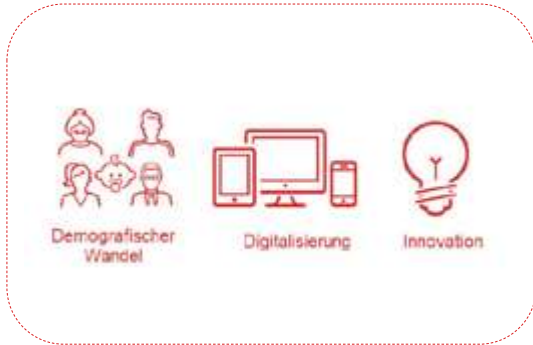 Demografischer
Wandel
Digitalisierung
Innovation